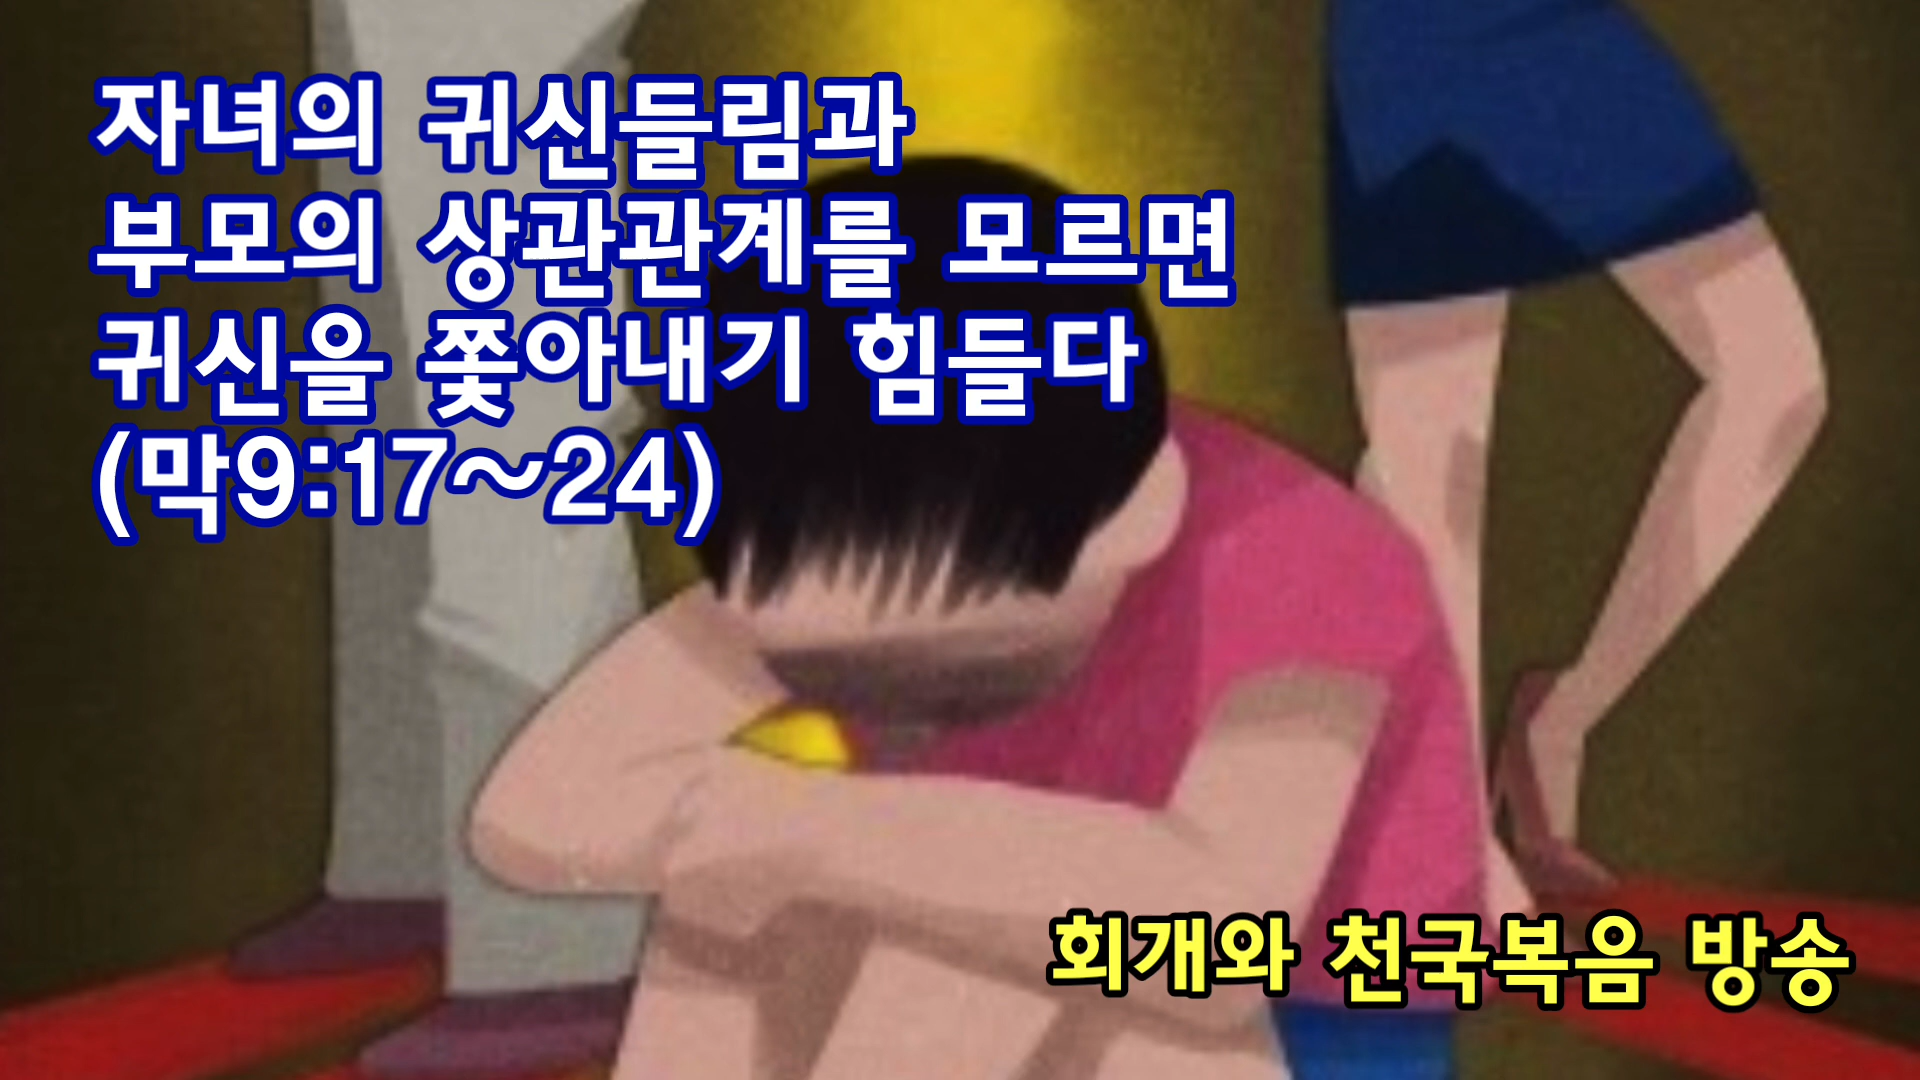 자녀의 귀신들림과
부모의 상관관계를 모르면
귀신을 쫓아내기 힘들다
(막9:17~24)
회개와 천국복음 방송